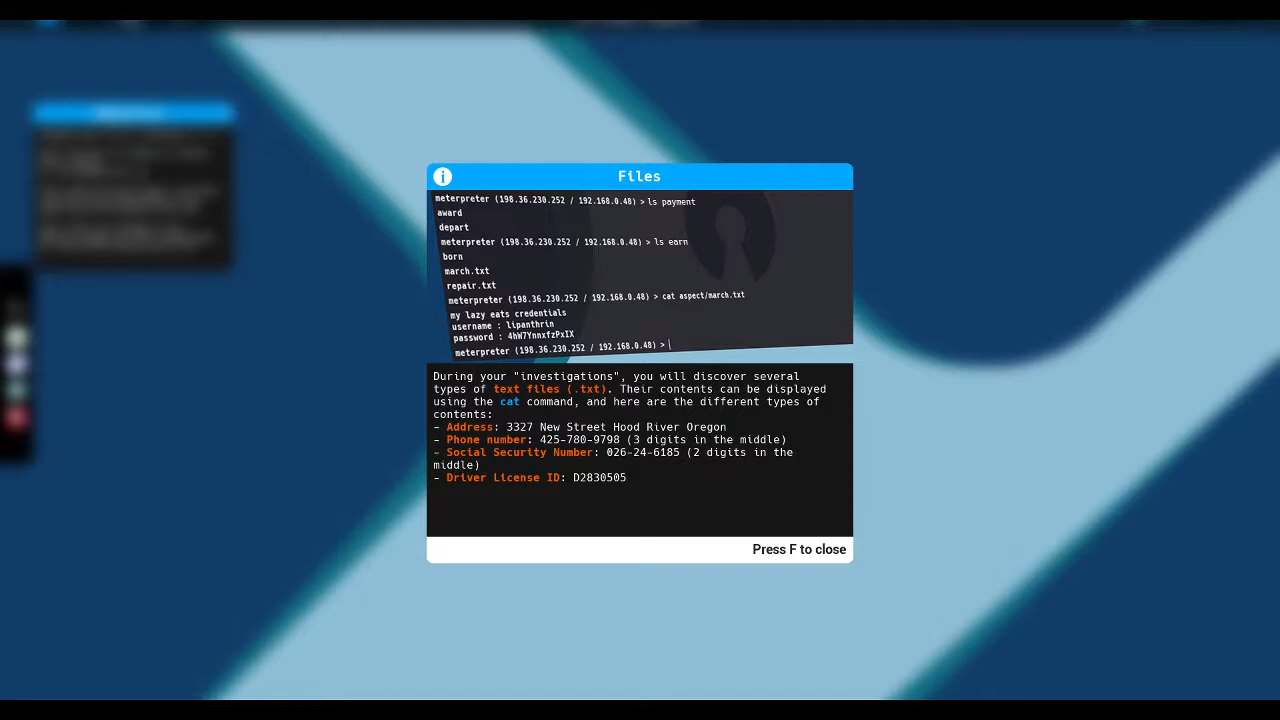 Files
meterpreter (198.36.230.252 / 192.168.0.48) > ls payment
award
depart
meterpreter (198.36.230.252 / 192.168.0.48) > ls earn
born
march.txt
repair.txt
meterpreter (198.36.230.252 / 192.168.0.48) > cat aspect/march.txt
my lazy eats credentials
username : lipanthrin
password : 4hW7YnnxfzPxIX
meterpreter (198.36.230.252 / 192.168.0.48) >
During your "investigations", you will discover several
types of text files (.txt). Their contents can be displayed
using the cat command, and here are the different types of
contents:
- Address: 3327 New Street Hood River Oregon
- Phone number: 425-780-9798 (3 digits in the middle)
- Social Security Number: 026-24-6185 (2 digits in the
middle)
- Driver License ID: D2830505
Press F to close